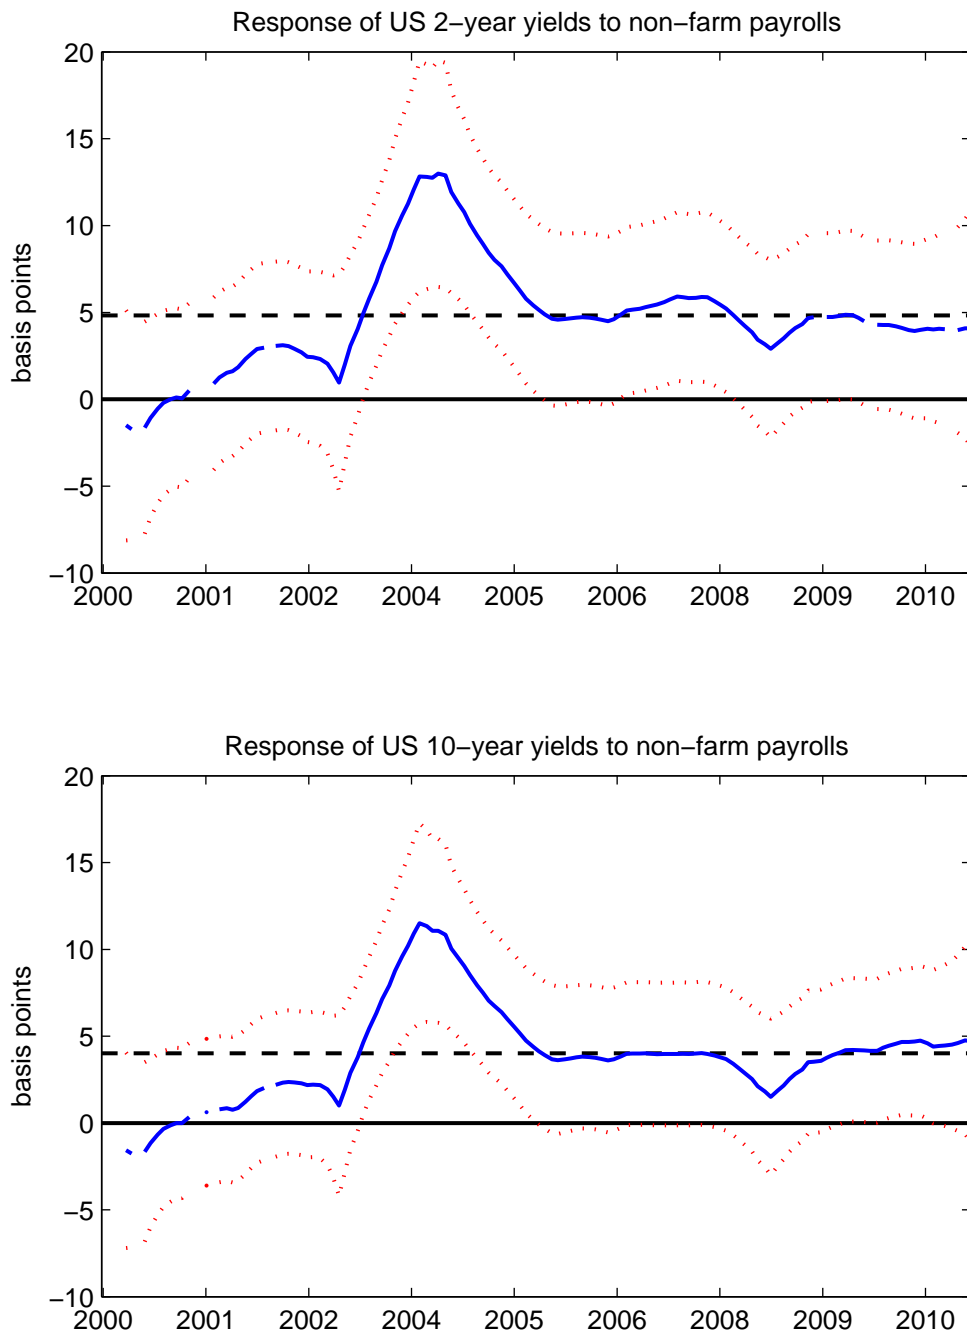 Response of US 2−year yields to non−farm payrolls
20
15
10
5
0
−5
−10
basis points
2000 2001 2002 2004 2005 2006 2008 2009 2010
Response of US 10−year yields to non−farm payrolls
20
15
10
5
0
−5
−10
basis points
2000 2001 2002 2004 2005 2006 2008 2009 2010